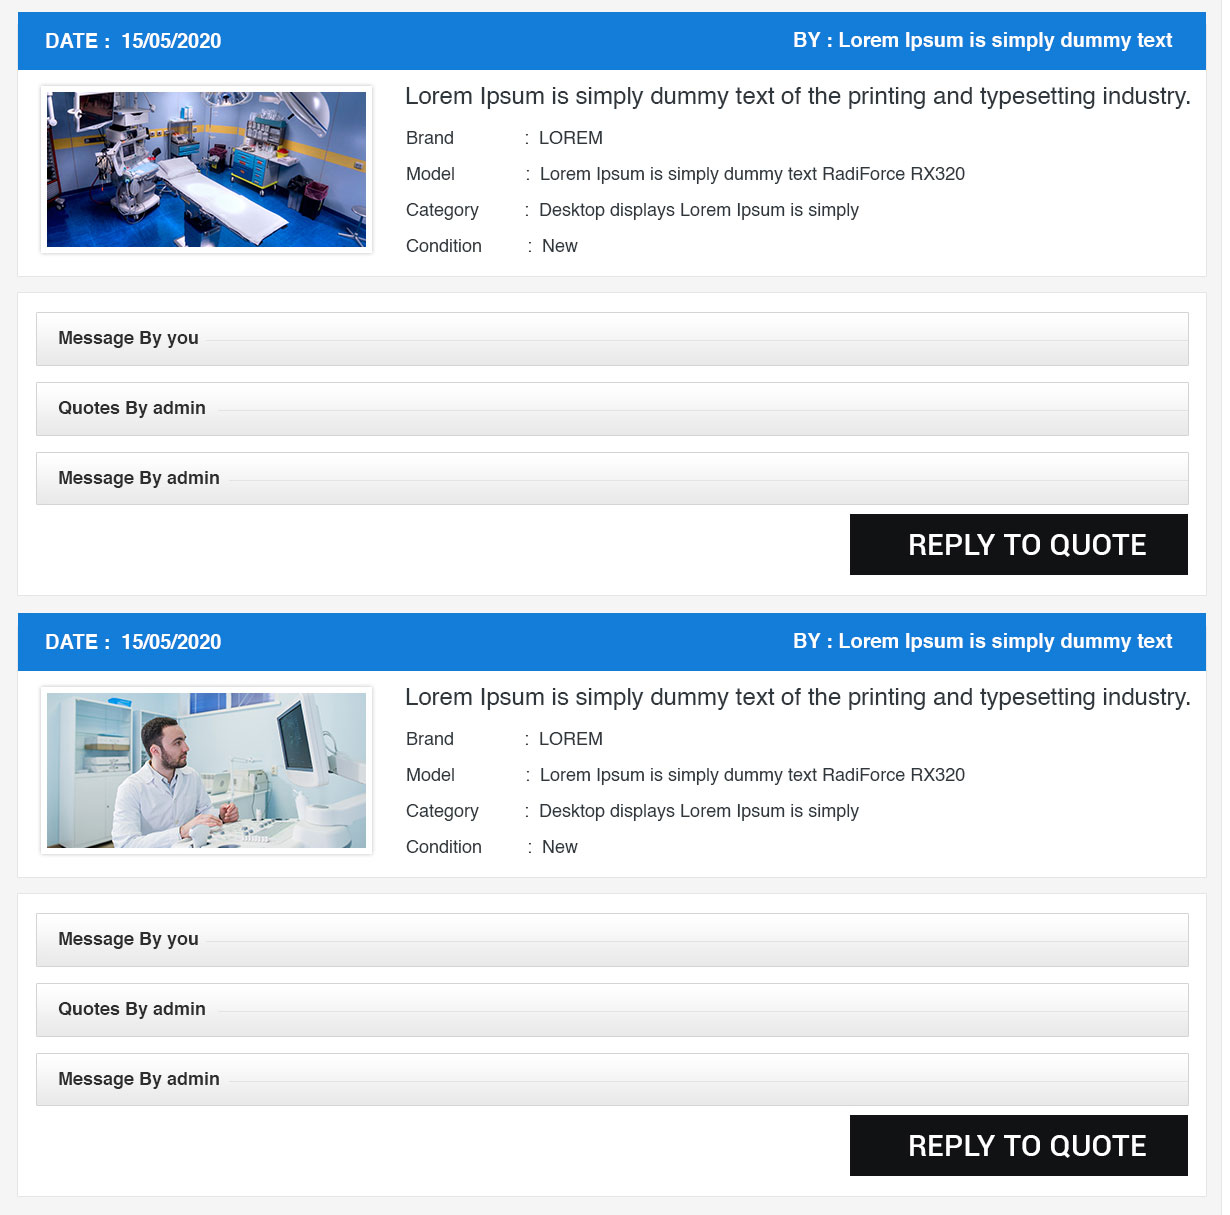 DATE : 15/05/2020 BY : Lorem Ipsum is simply dummy text
Lorem Ipsum is simply dummy text of the printing and typesetting industry.
Brand : LOREM
Model : Lorem Ipsum is simply dummy text RadiForce RX320
Category : Desktop displays Lorem Ipsum is simply
Condition : New
Message By you
Quotes By admin
Message By admin
REPLY TO QUOTE
DATE : 15/05/2020 BY : Lorem Ipsum is simply dummy text
Lorem Ipsum is simply dummy text of the printing and typesetting industry.
Brand : LOREM
Model : Lorem Ipsum is simply dummy text RadiForce RX320
Category : Desktop displays Lorem Ipsum is simply
Condition : New
Message By you
Quotes By admin
Message By admin
REPLY TO QUOTE